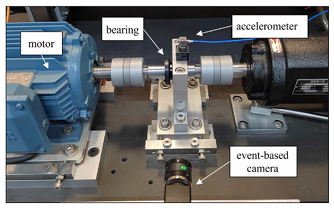 accelerometer
bearing
motor
event-based
camera